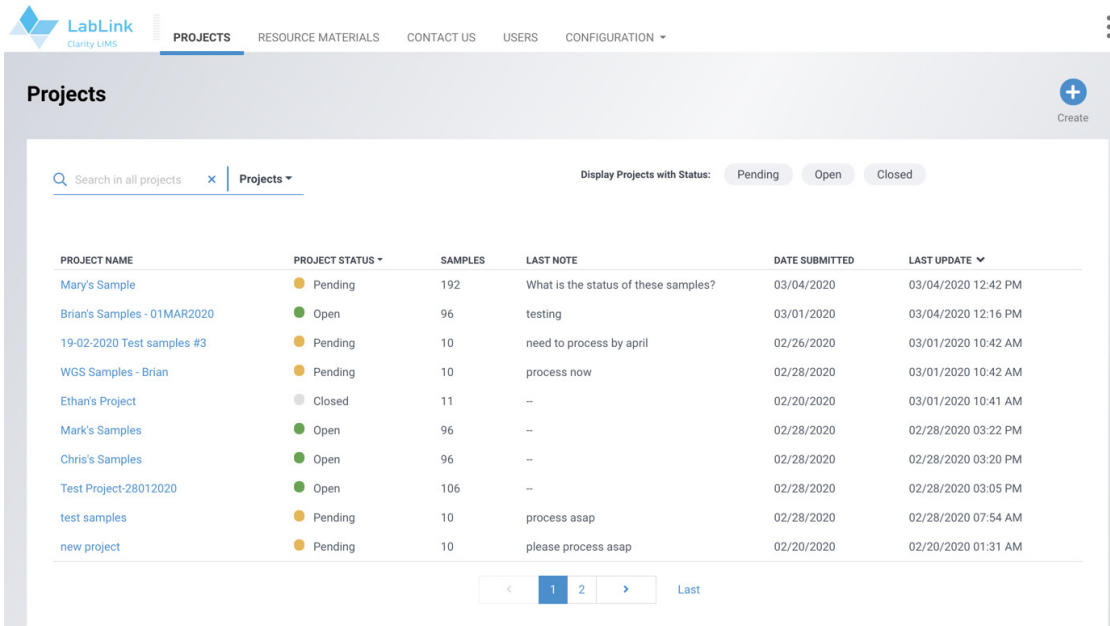 LabLink
Clarity LIMS
PROJECTS RESOURCE MATERIALS CONTACT US USERS CONFIGURATION
Projects
Create
Search in all projects × Projects
Display Projects with Status: Pending Open Closed
PROJECT NAME PROJECT STATUS SAMPLES LAST NOTE DATE SUBMITTED LAST UPDATE
Mary's Sample Pending 192 What is the status of these samples? 03/04/2020 03/04/2020 12:42 PM
Brian's Samples - 01MAR2020 Open 96 testing 03/01/2020 03/04/2020 12:16 PM
19-02-2020 Test samples #3 Pending 10 need to process by april 02/26/2020 03/01/2020 10:42 AM
WGS Samples - Brian Pending 10 process now 02/28/2020 03/01/2020 10:42 AM
Ethan's Project Closed 11 -- 02/20/2020 03/01/2020 10:41 AM
Mark's Samples Open 96 -- 02/28/2020 02/28/2020 03:22 PM
Chris's Samples Open 96 -- 02/28/2020 02/28/2020 03:20 PM
Test Project-28012020 Open 106 -- 02/28/2020 02/28/2020 03:05 PM
test samples Pending 10 process asap 02/28/2020 02/28/2020 07:54 AM
new project Pending 10 please process asap 02/20/2020 02/20/2020 01:31 AM
< 1 2 > Last